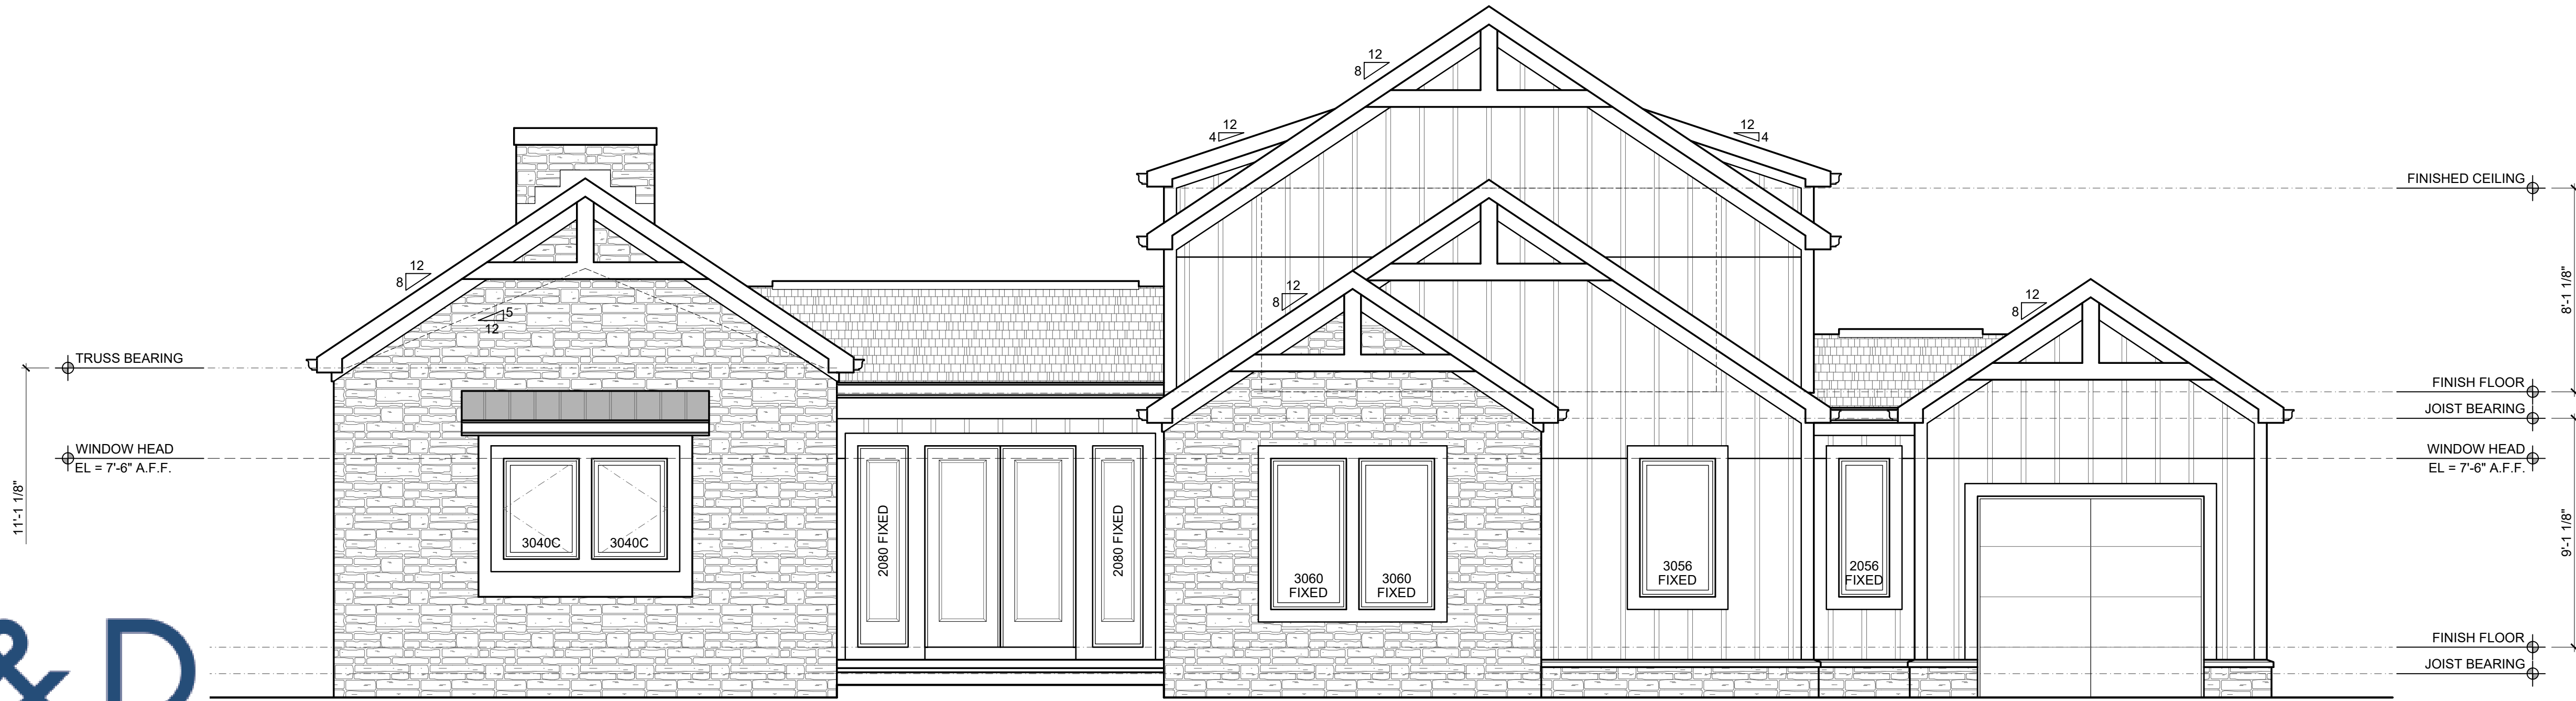 12
8
12
4
12
4
FINISHED CEILING
8'-1 1/8"
12
8
5
12
12
8
12
8
TRUSS BEARING
FINISH FLOOR
JOIST BEARING
WINDOW HEAD
EL = 7'-6" A.F.F.
WINDOW HEAD
EL = 7'-6" A.F.F.
11'-1 1/8"
9'-1 1/8"
3040C
3040C
2080 FIXED
2080 FIXED
3060
FIXED
3060
FIXED
3056
FIXED
2056
FIXED
FINISH FLOOR
JOIST BEARING
& D